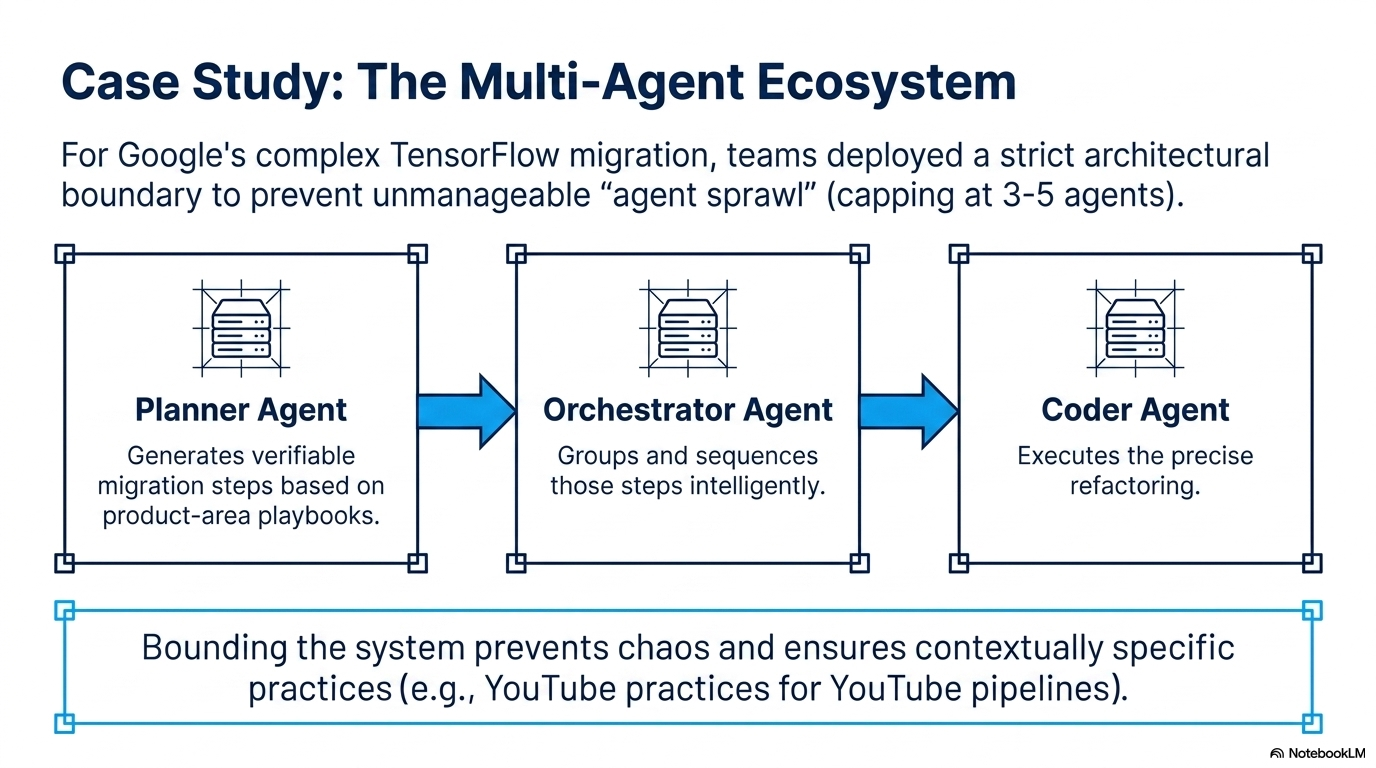 Case Study: The Multi-Agent Ecosystem
For Google's complex TensorFlow migration, teams deployed a strict architectural
boundary to prevent unmanageable “agent sprawl” (capping at 3-5 agents).
Planner Agent
Generates verifiable
migration steps based on
product-area playbooks.
Orchestrator Agent
Groups and sequences
those steps intelligently.
Coder Agent
Executes the precise
refactoring.
Bounding the system prevents chaos and ensures contextually specific
practices (e.g., YouTube practices for YouTube pipelines).
NotebookLM